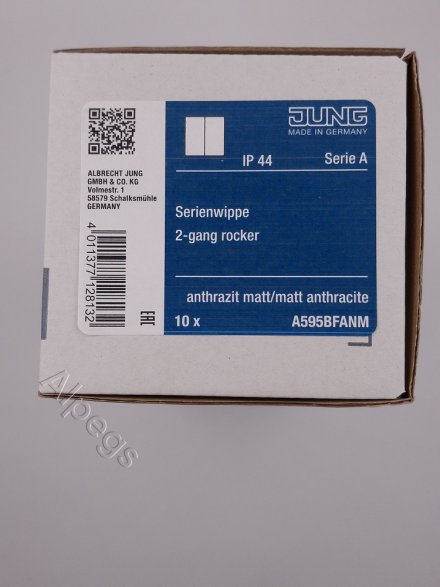 JUNG
MADE IN GERMANY
IP 44
Serie A
ALBRECHT JUNG
GMBH & CO. KG
Volmestr. 1
58579 Schalksmühle
GERMANY
Serienwippe
2-gang rocker
4 011377 128132
EAC
anthrazit matt/matt anthracite
10 x
A595BFANM
Alpegs